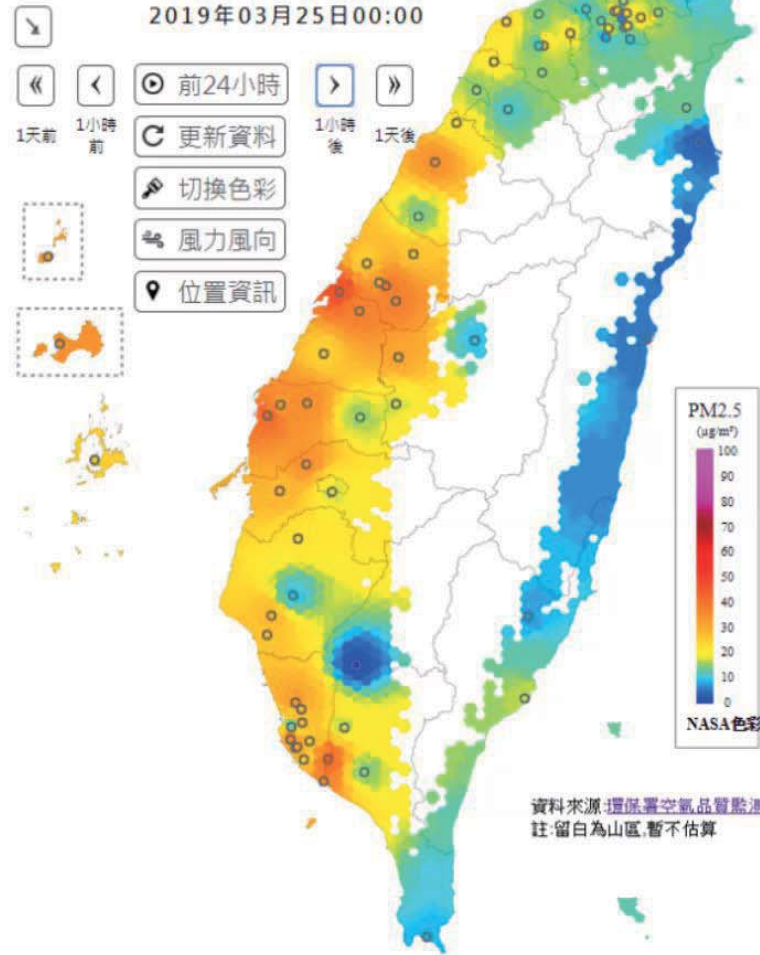 2019年03月25日00:00
前24小時
1天前
1小時
前
1小時
後
1天後
更新資料
切換色彩
風力風向
位置資訊
PM2.5
(μg/m³)
100
90
80
70
60
50
40
30
20
10
0
NASA色彩
資料來源:環保署空氣品質監測
註:留白為山區,暫不估算